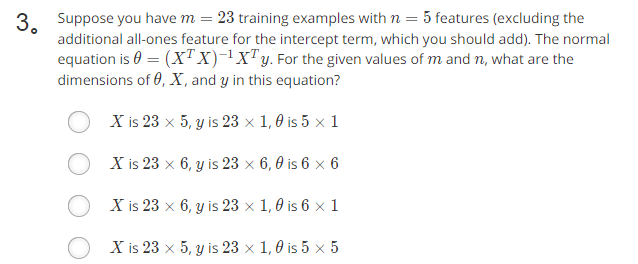 3. Suppose you have m = 23 training examples with n = 5 features (excluding the
additional all-ones feature for the intercept term, which you should add). The normal
equation is θ = (XᵀX)⁻¹Xᵀy. For the given values of m and n, what are the
dimensions of θ, X, and y in this equation?
X is 23 × 5, y is 23 × 1, θ is 5 × 1
X is 23 × 6, y is 23 × 6, θ is 6 × 6
X is 23 × 6, y is 23 × 1, θ is 6 × 1
X is 23 × 5, y is 23 × 1, θ is 5 × 5